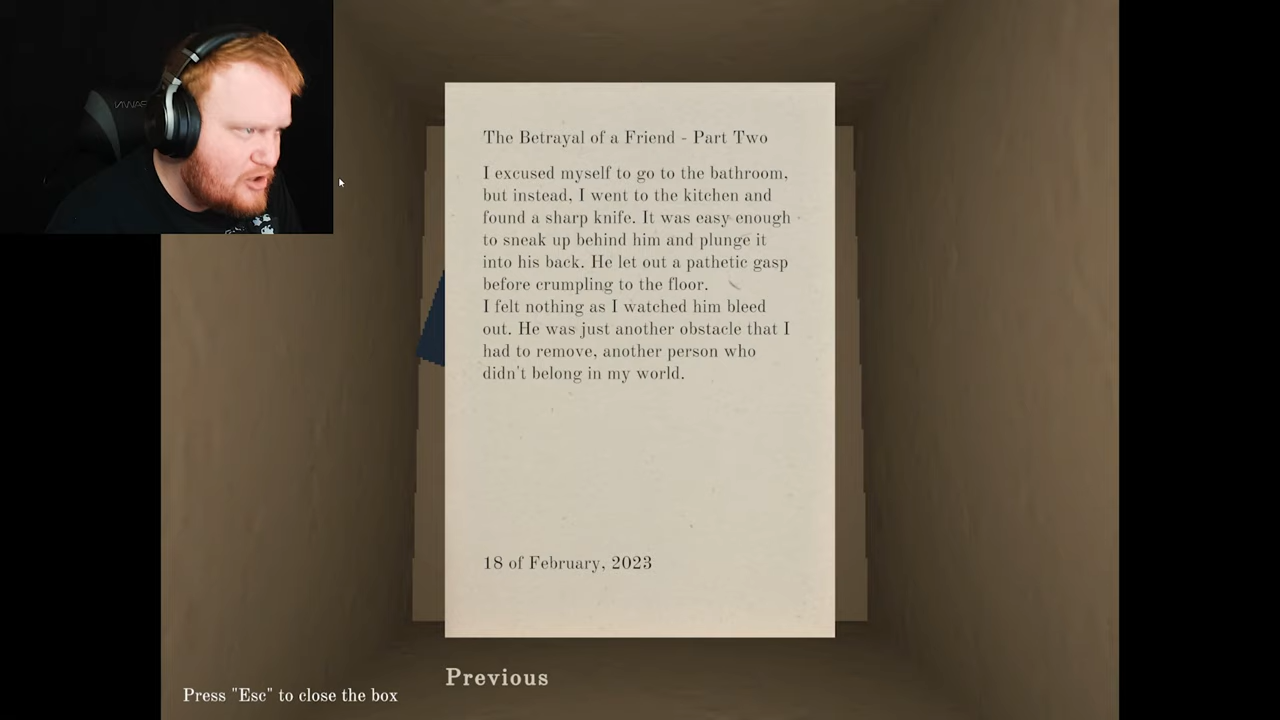 The Betrayal of a Friend - Part Two
I excused myself to go to the bathroom,
but instead, I went to the kitchen and
found a sharp knife. It was easy enough
to sneak up behind him and plunge it
into his back. He let out a pathetic gasp
before crumpling to the floor.
I felt nothing as I watched him bleed
out. He was just another obstacle that I
had to remove, another person who
didn't belong in my world.
18 of February, 2023
Previous
Press "Esc" to close the box